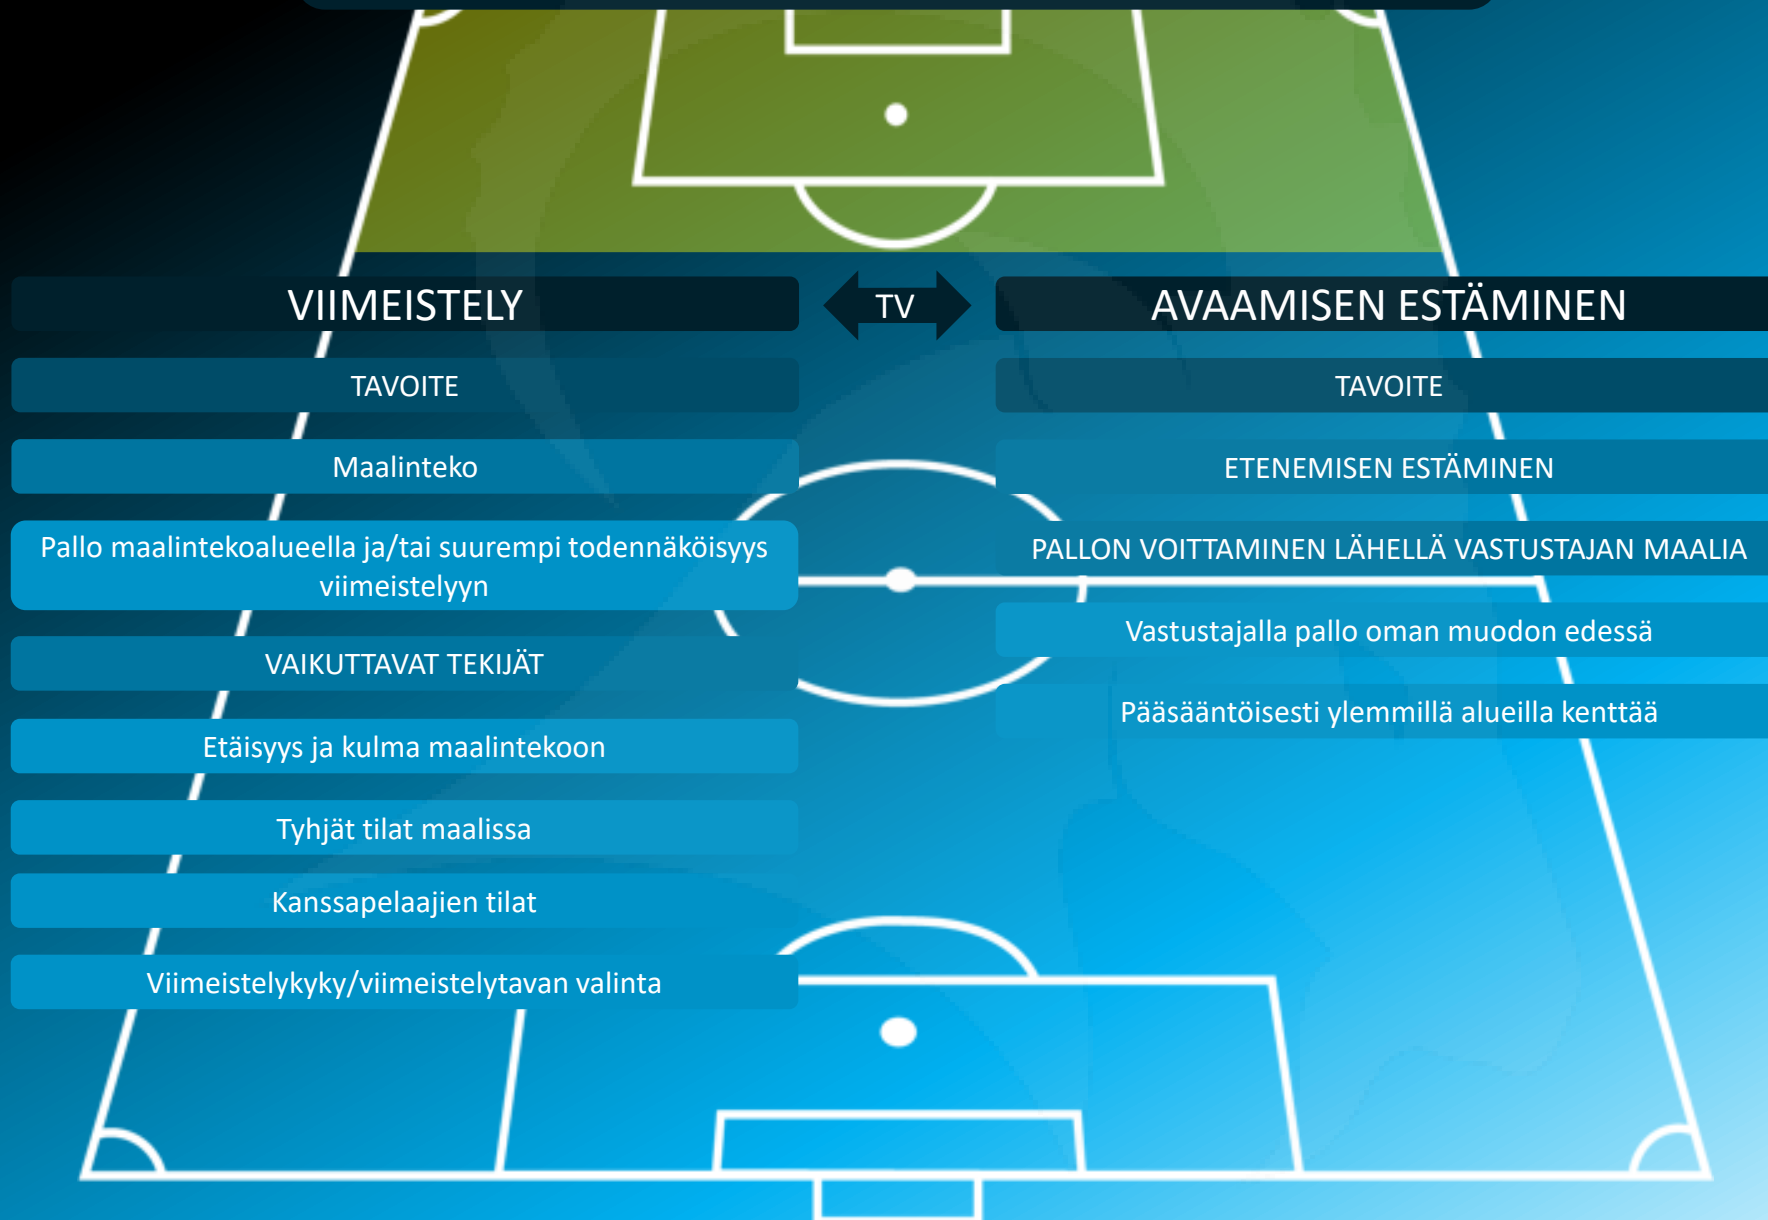 VIIMEISTELY
TAVOITE
Maalinteko
Pallo maalintekoalueella ja/tai suurempi todennäköisyys
viimeistelyyn
VAIKUTTAVAT TEKIJÄT
Etäisyys ja kulma maalintekoon
Tyhjät tilat maalissa
Kanssapelaajien tilat
Viimeistelykyky/viimeistelytavan valinta
TV
AVAAMISEN ESTÄMINEN
TAVOITE
ETENEMISEN ESTÄMINEN
PALLON VOITTAMINEN LÄHELLÄ VASTUSTAJAN MAALIA
Vastustajalla pallo oman muodon edessä
Pääsääntöisesti ylemmillä alueilla kenttää